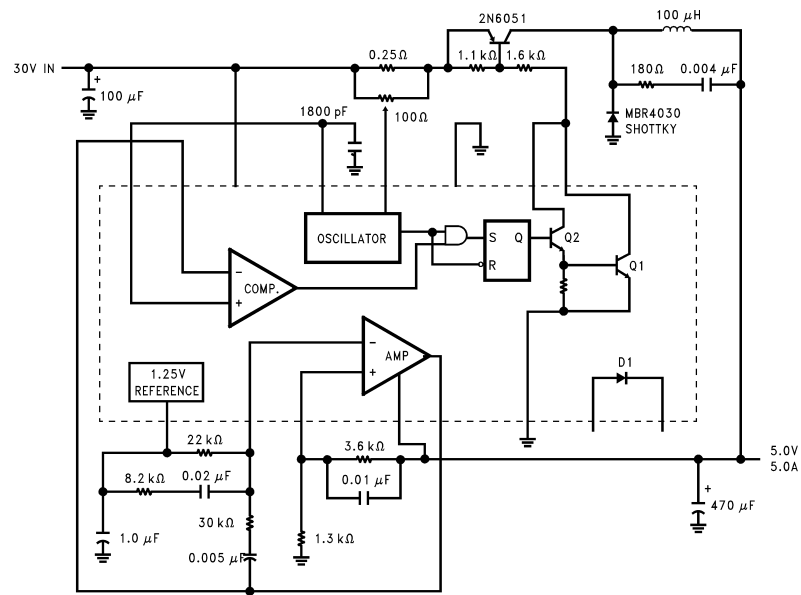 2N6051
100 μH
30V IN
0.25Ω
1.1 kΩ
1.6 kΩ
180Ω
0.004 μF
+
100 μF
1800 pF
100Ω
MBR4030
SHOTTKY
OSCILLATOR
S
Q
Q2
R
Q1
−
COMP.
+
−
AMP
+
1.25V
REFERENCE
D1
22 kΩ
3.6 kΩ
5.0V
5.0A
8.2 kΩ
0.02 μF
0.01 μF
+
470 μF
30 kΩ
1.0 μF
1.3 kΩ
0.005 μF